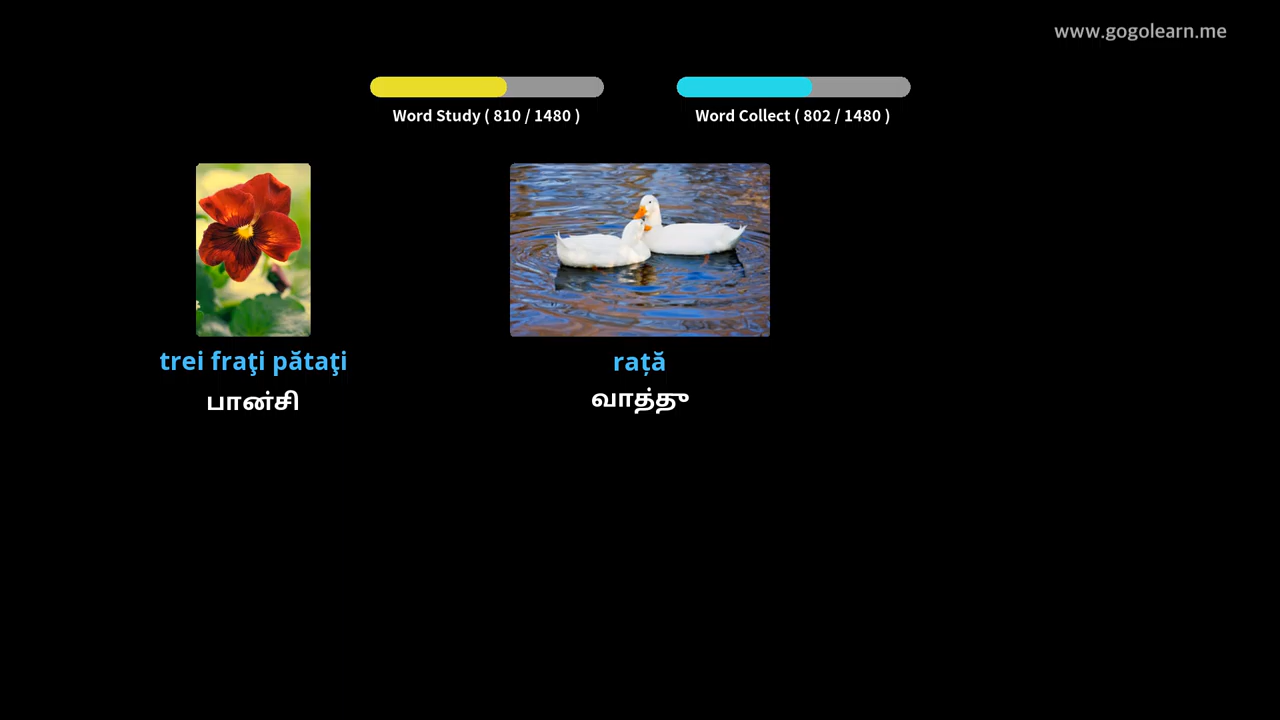 www.gogolearn.me
Word Study ( 810 / 1480 )
Word Collect ( 802 / 1480 )
trei fraţi pătaţi
rață
பான்சி
வாத்து